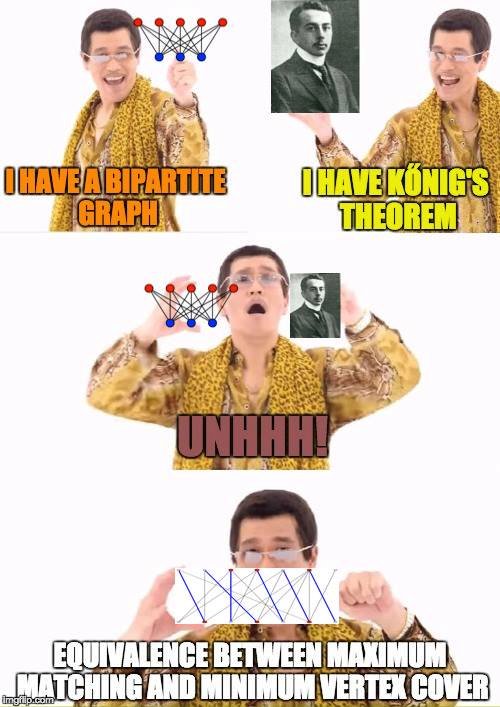 I HAVE A BIPARTITE
GRAPH
I HAVE KŐNIG'S
THEOREM
UNHHH!
EQUIVALENCE BETWEEN MAXIMUM
MATCHING AND MINIMUM VERTEX COVER
imgflip.com